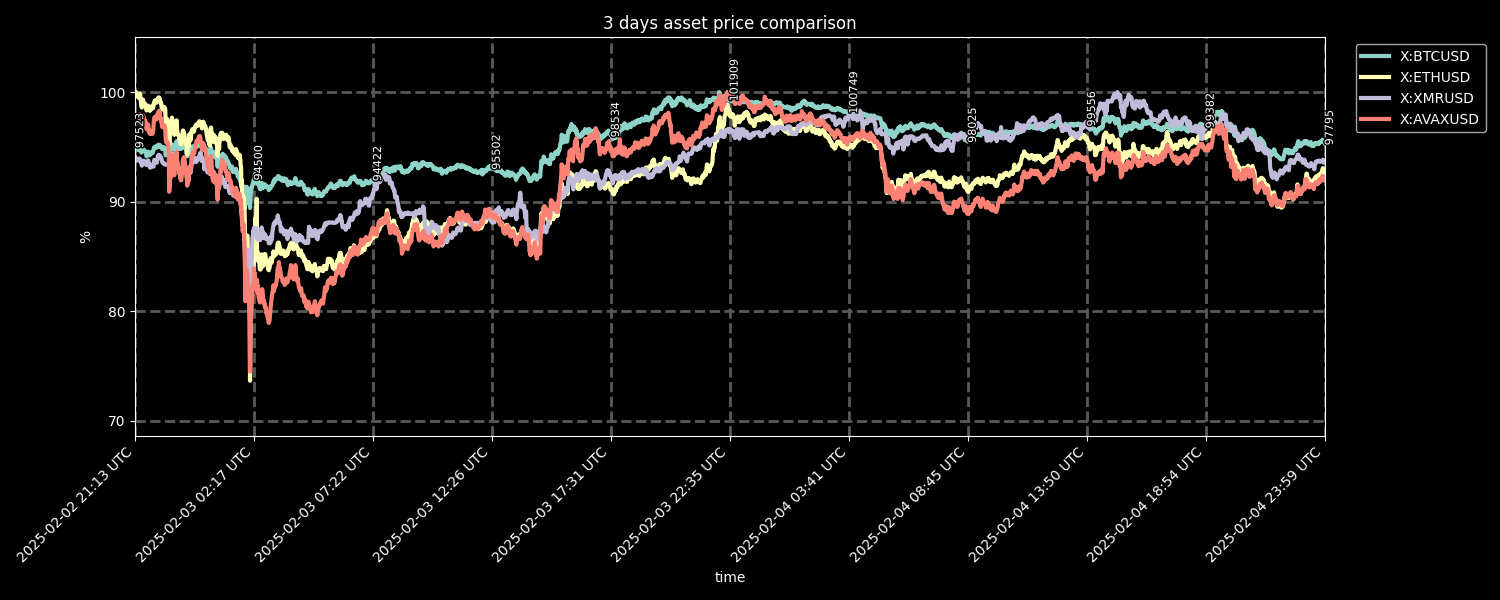 3 days asset price comparison
X:BTCUSD
X:ETHUSD
X:XMRUSD
X:AVAXUSD
100
90
80
70
%
97523
94500
94422
95502
98534
101909
100749
98025
99556
99382
97795
2025-02-02 21:13 UTC
2025-02-03 02:17 UTC
2025-02-03 07:22 UTC
2025-02-03 12:26 UTC
2025-02-03 17:31 UTC
2025-02-03 22:35 UTC
2025-02-04 03:41 UTC
2025-02-04 08:45 UTC
2025-02-04 13:50 UTC
2025-02-04 18:54 UTC
2025-02-04 23:59 UTC
time